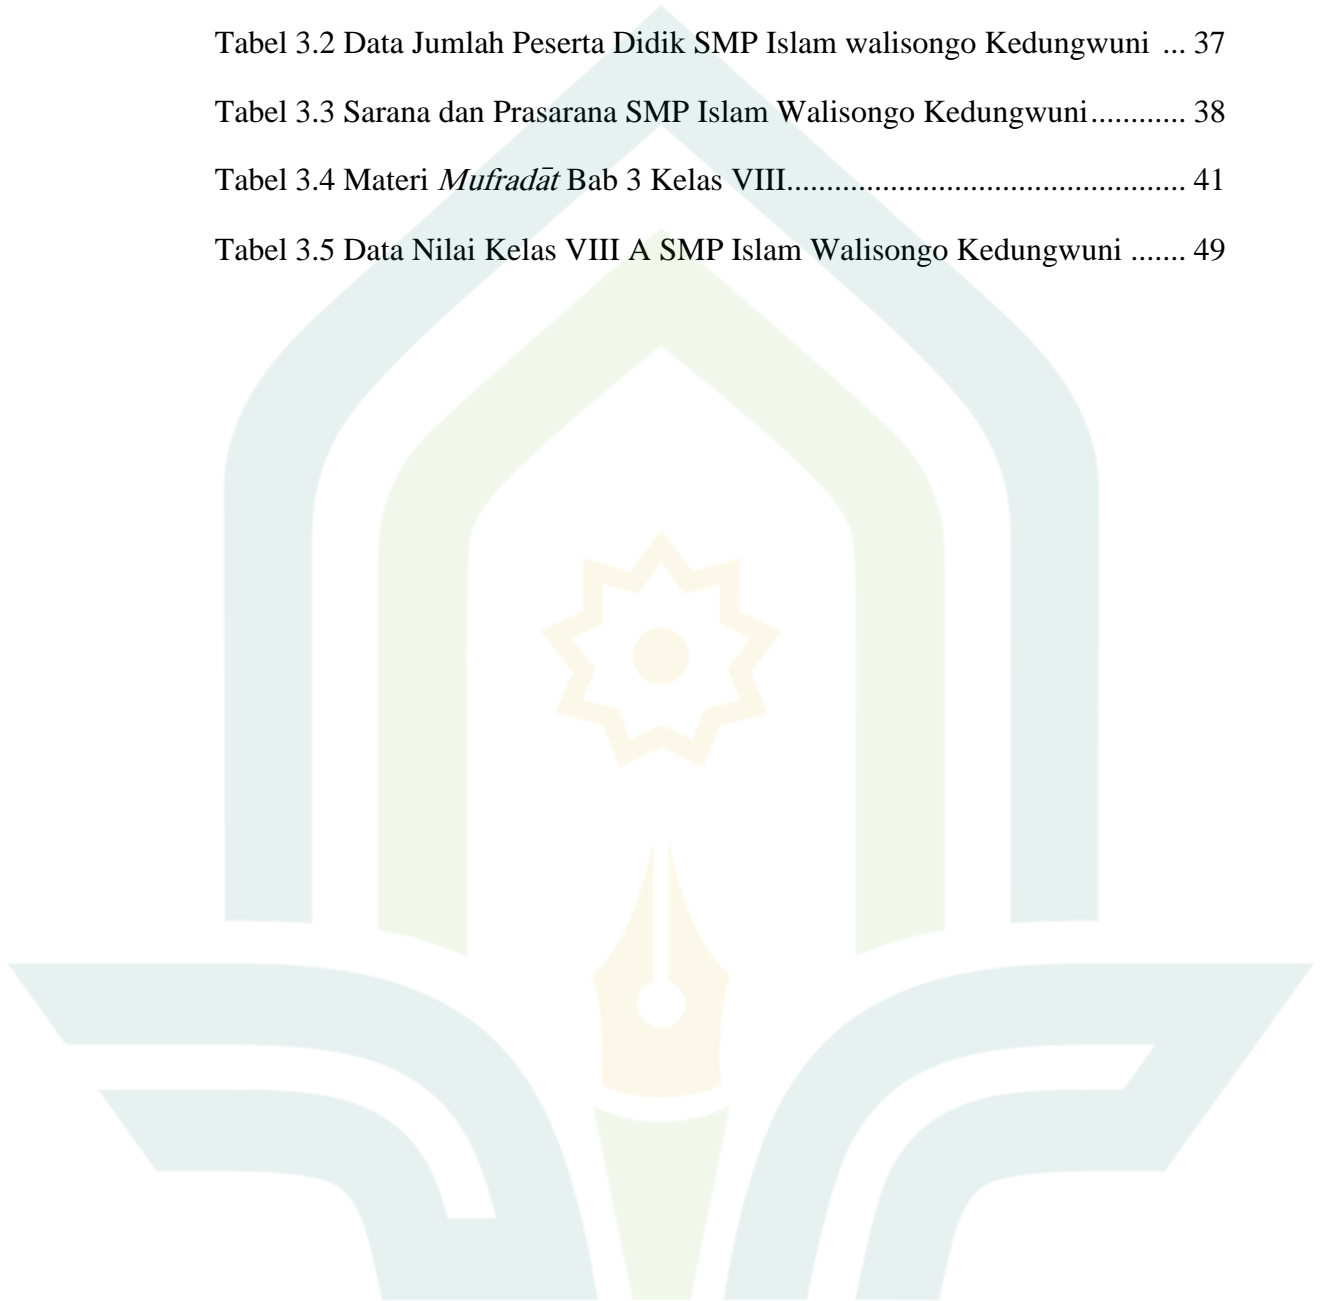 Tabel 3.2 Data Jumlah Peserta Didik SMP Islam walisongo Kedungwuni ... 37
Tabel 3.3 Sarana dan Prasarana SMP Islam Walisongo Kedungwuni............ 38
Tabel 3.4 Materi Mufradāt Bab 3 Kelas VIII................................................... 41
Tabel 3.5 Data Nilai Kelas VIII A SMP Islam Walisongo Kedungwuni ....... 49